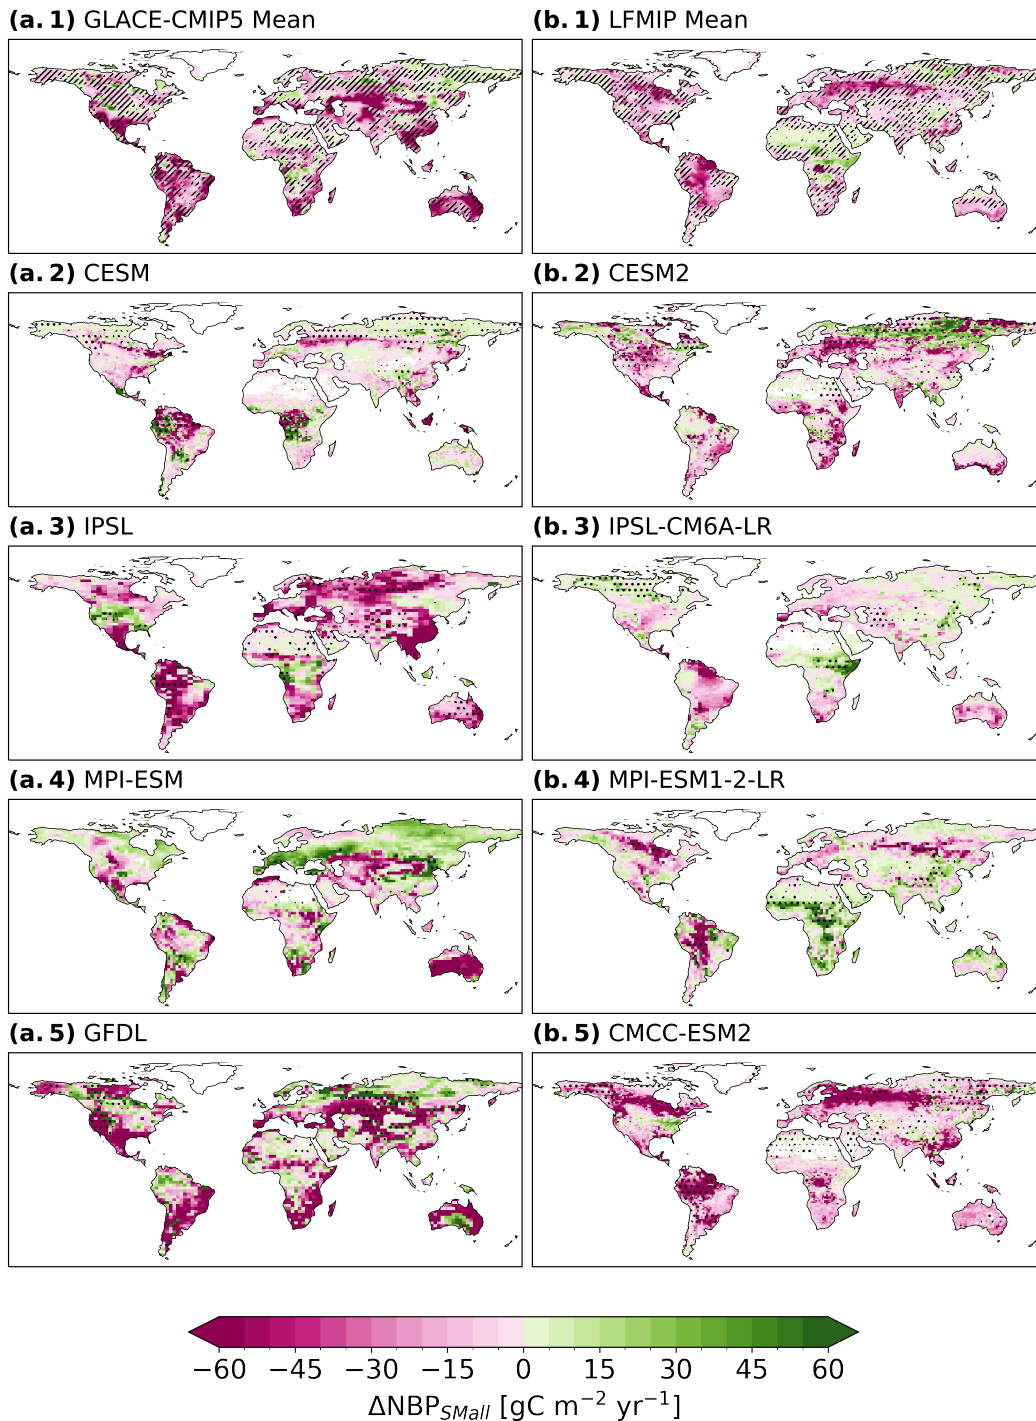 (a. 1) GLACE-CMIP5 Mean
(b. 1) LFMIP Mean
(a. 2) CESM
(b. 2) CESM2
(a. 3) IPSL
(b. 3) IPSL-CM6A-LR
(a. 4) MPI-ESM
(b. 4) MPI-ESM1-2-LR
(a. 5) GFDL
(b. 5) CMCC-ESM2
−60 −45 −30 −15 0 15 30 45 60
ΔNBP_{SMall} [gC m⁻² yr⁻¹]